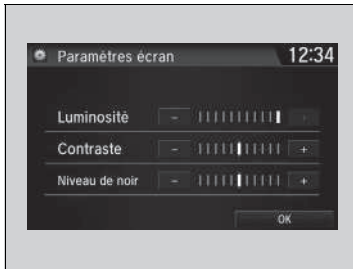 Paramètres écran 12:34
Luminosité - +
Contraste - +
Niveau de noir - +
OK